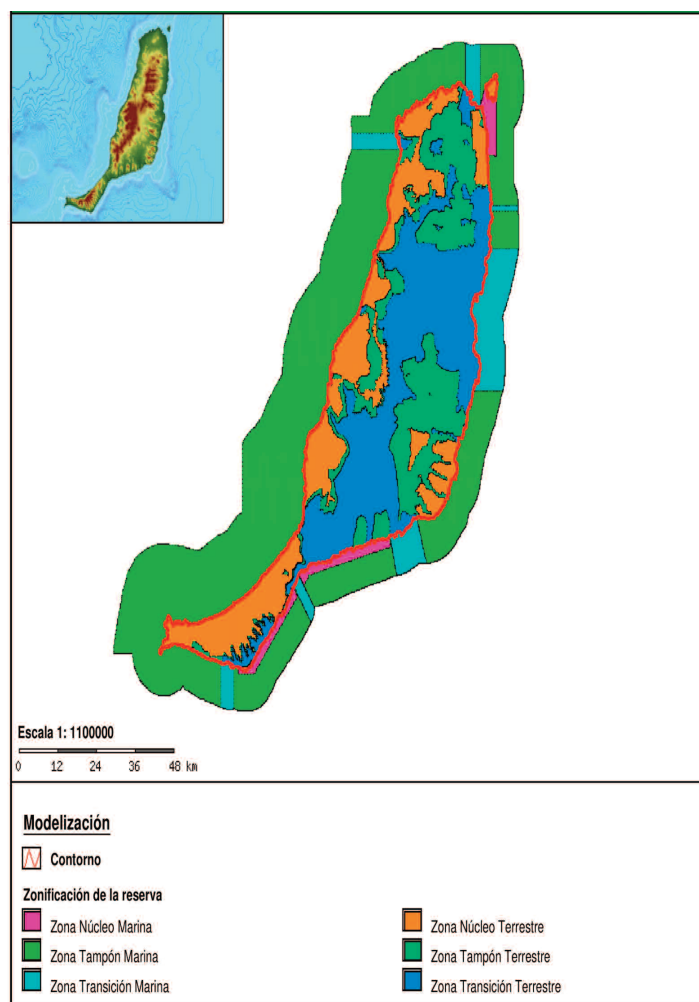 Escala 1: 1100000
0 12 24 36 48 km
Modelización
Contorno
Zonificación de la reserva
Zona Núcleo Marina
Zona Tampón Marina
Zona Transición Marina
Zona Núcleo Terrestre
Zona Tampón Terrestre
Zona Transición Terrestre